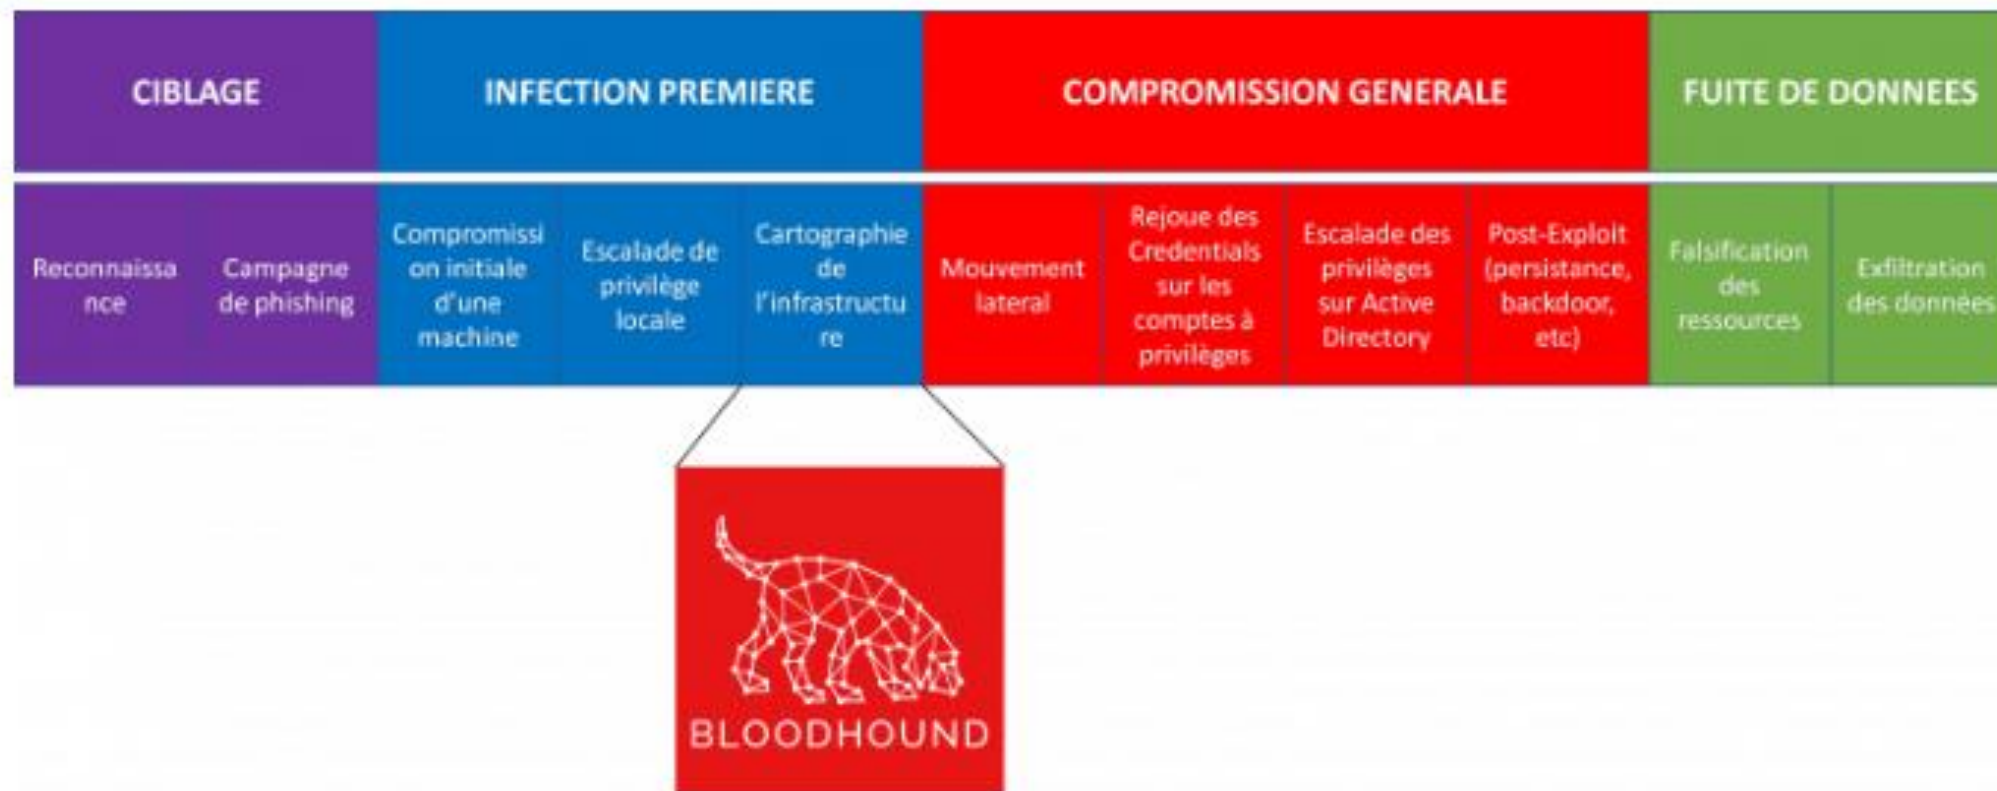 CIBLAGE
INFECTION PREMIERE
COMPROMISSION GENERALE
FUITE DE DONNEES
Reconnaissa
nce
Campagne
de phishing
Compromissi
on initiale
d'une
machine
Escalade de
privilège
locale
Cartographie
de
l'infrastructu
re
Mouvement
lateral
Rejoue des
Credentials
sur les
comptes à
privilèges
Escalade des
privilèges
sur Active
Directory
Post-Exploit
(persistance,
backdoor,
etc)
Falsification
des
ressources
Exfiltration
des données
BLOODHOUND